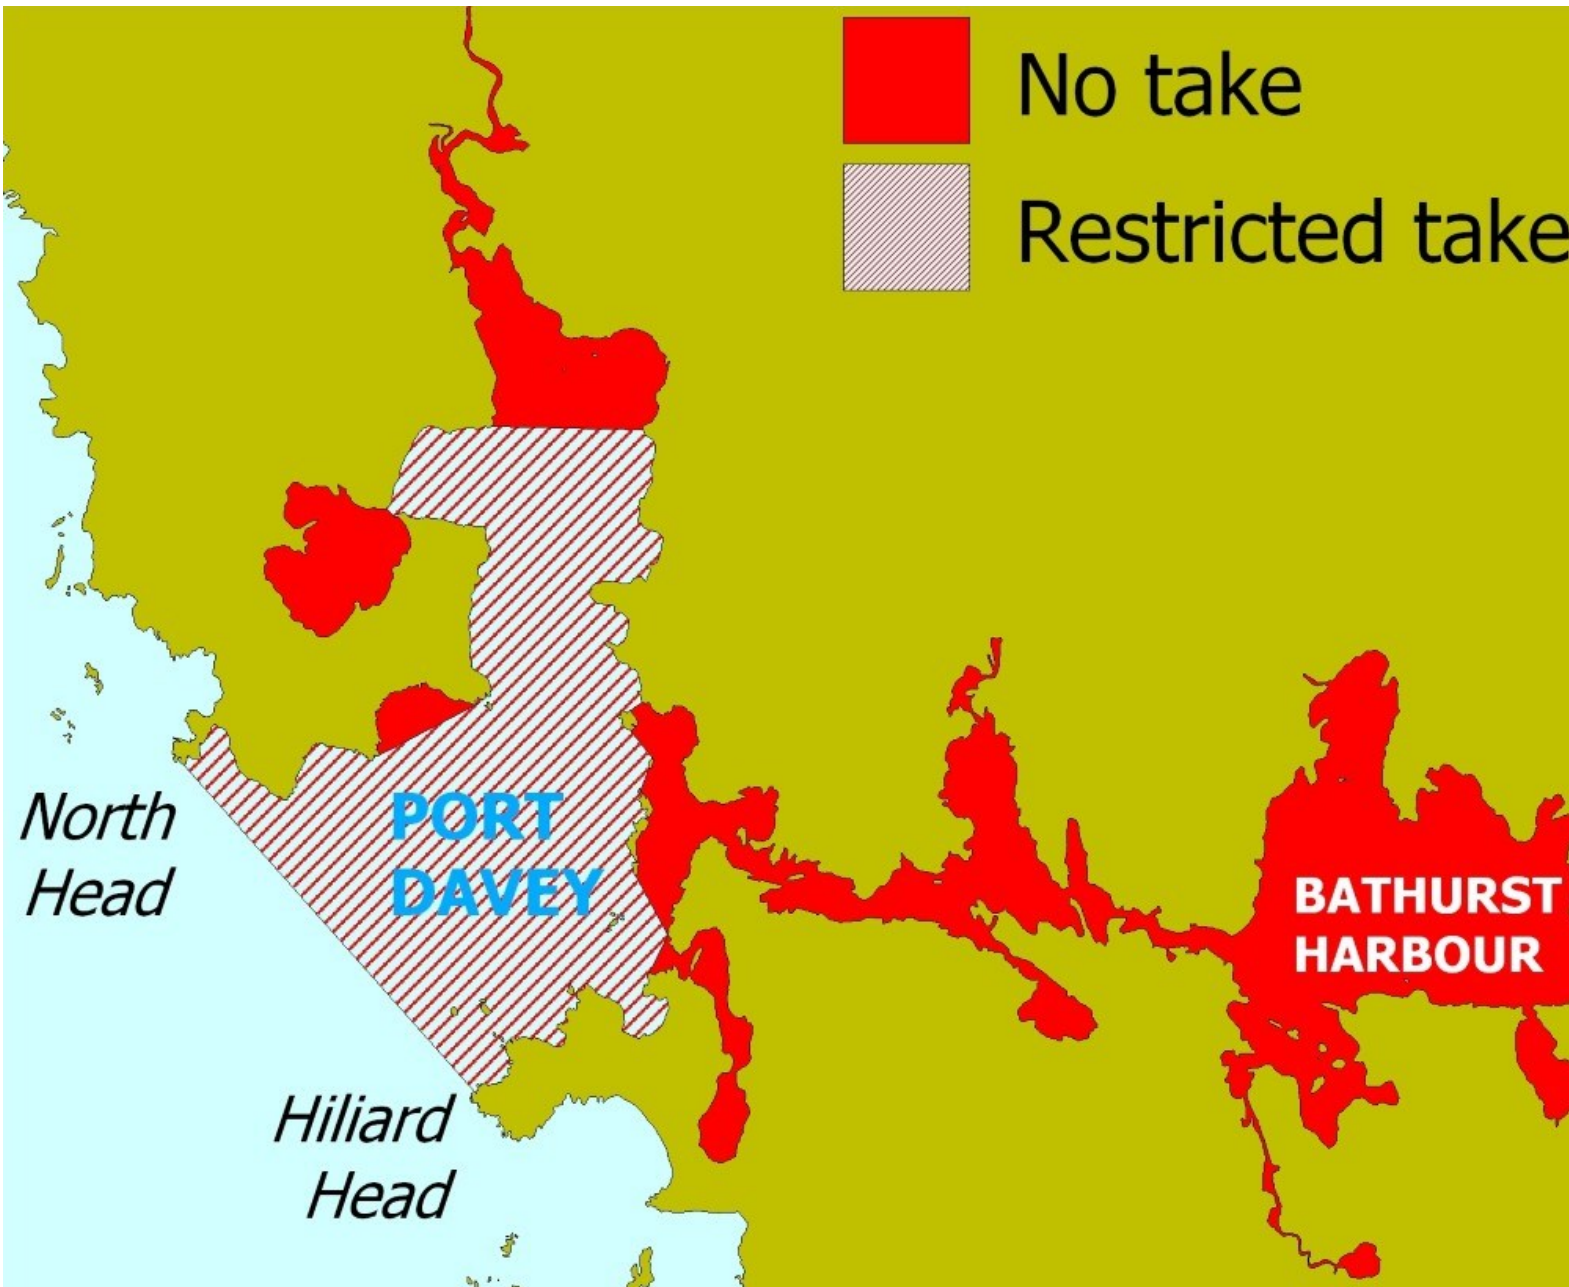 No take
Restricted take
PORT
DAVEY
North
Head
BATHURST
HARBOUR
Hiliard
Head